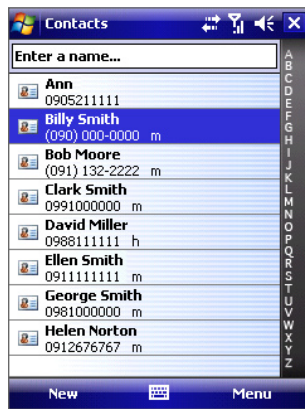 Contacts
Enter a name...
Ann
0905211111
Billy Smith
(090) 000-0000 m
Bob Moore
(091) 132-2222 m
Clark Smith
0991000000 m
David Miller
0988111111 h
Ellen Smith
0911111111 m
George Smith
0981000000 m
Helen Norton
0912676767 m
A
B
C
D
E
F
G
H
I
J
K
L
M
N
O
P
Q
R
S
T
U
V
W
X
Y
Z
New Menu